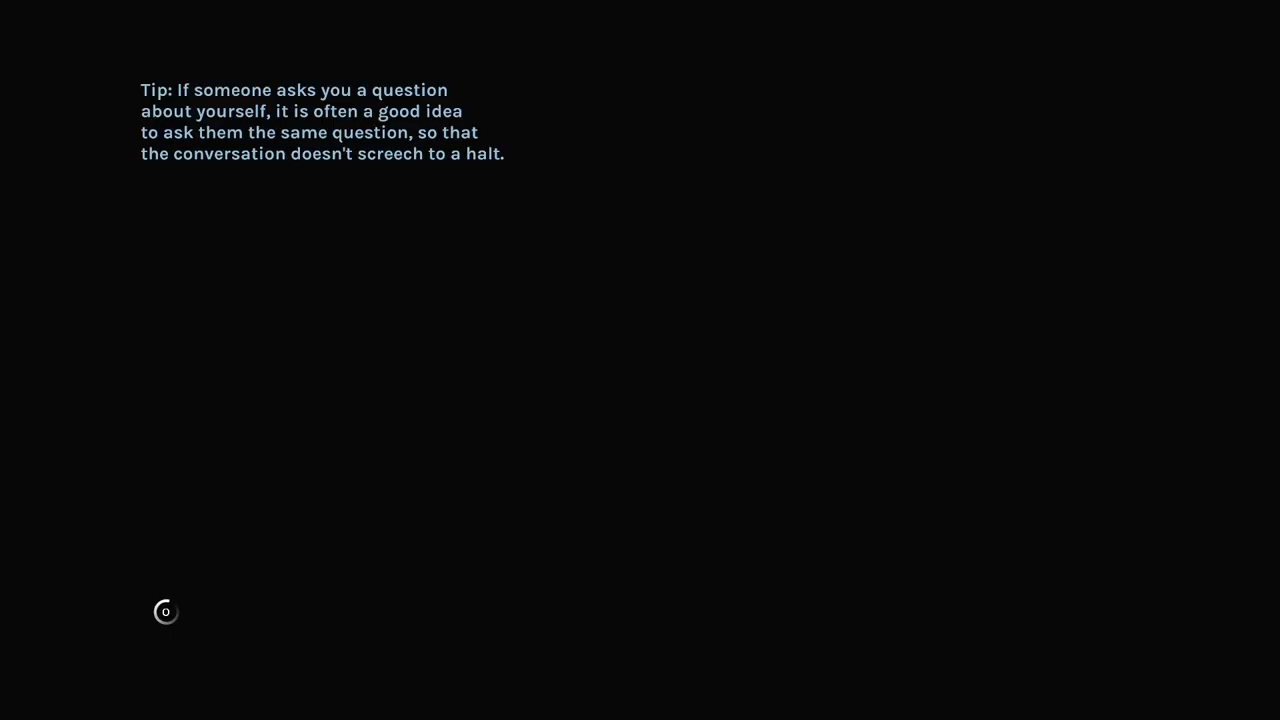 Tip: If someone asks you a question
about yourself, it is often a good idea
to ask them the same question, so that
the conversation doesn't screech to a halt.
0